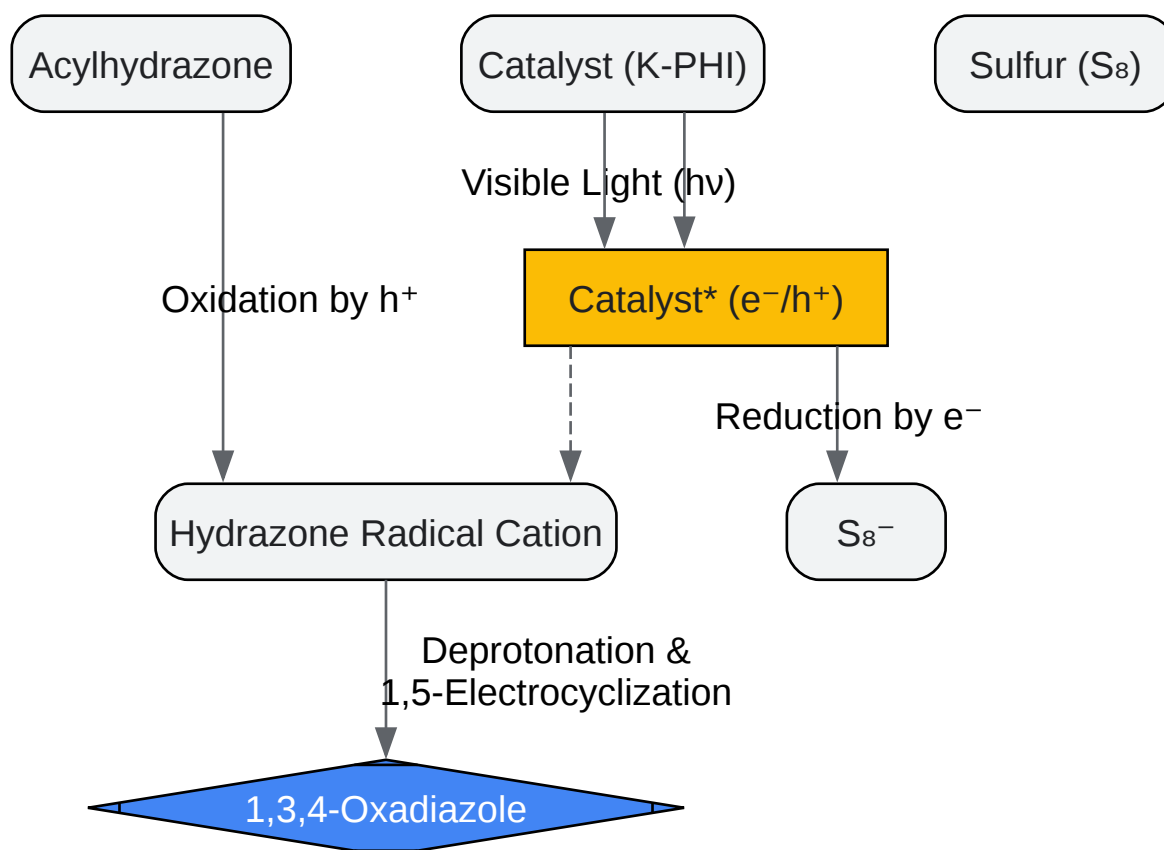 Acylhydrazone
Catalyst (K-PHI)
Sulfur (S₈)
Visible Light (hν)
Oxidation by h⁺
Catalyst* (e⁻/h⁺)
Reduction by e⁻
Hydrazone Radical Cation
S₈⁻
Deprotonation &
1,5-Electrocyclization
1,3,4-Oxadiazole